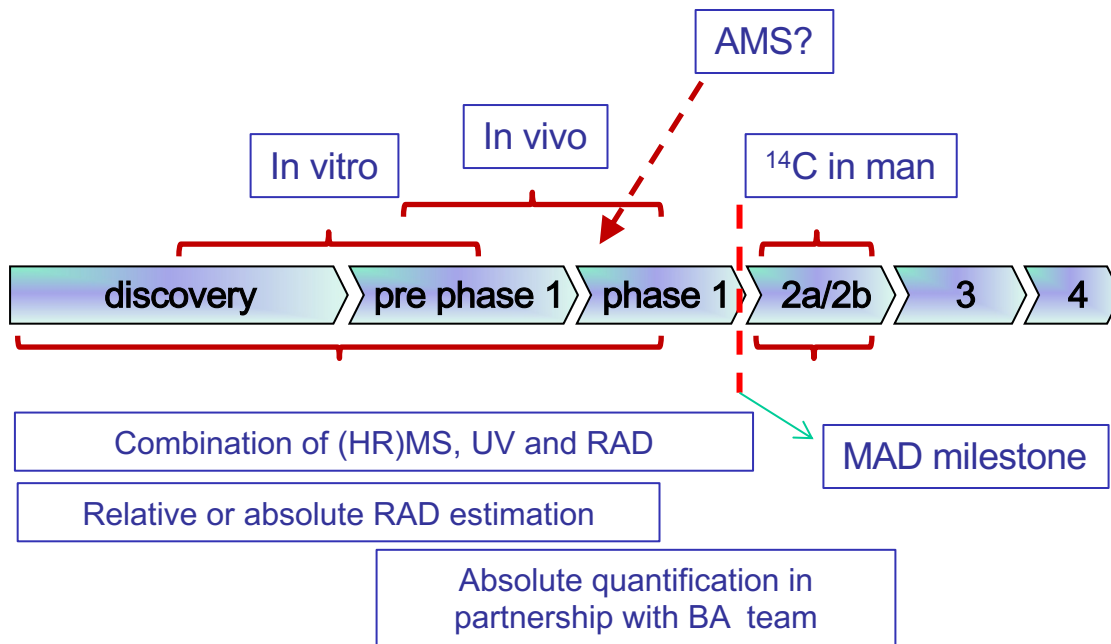 AMS?
In vivo
In vitro
¹⁴C in man
discovery
pre phase 1
phase 1
2a/2b
3
4
Combination of (HR)MS, UV and RAD
MAD milestone
Relative or absolute RAD estimation
Absolute quantification in
partnership with BA team